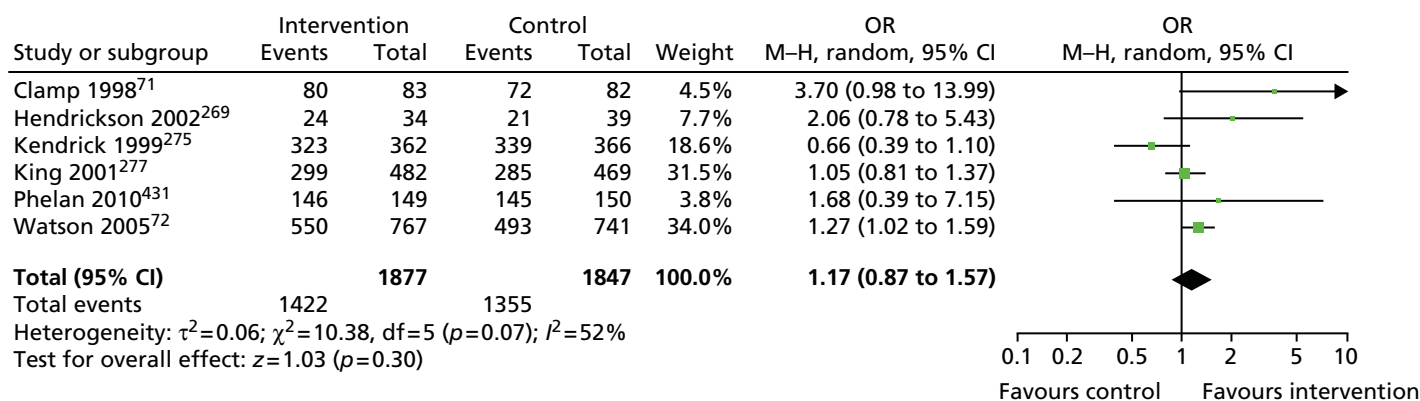 Intervention Control OR OR
Study or subgroup Events Total Events Total Weight M–H, random, 95% CI M–H, random, 95% CI
Clamp 1998⁷¹ 80 83 72 82 4.5% 3.70 (0.98 to 13.99)
Hendrickson 2002²⁶⁹ 24 34 21 39 7.7% 2.06 (0.78 to 5.43)
Kendrick 1999²⁷⁵ 323 362 339 366 18.6% 0.66 (0.39 to 1.10)
King 2001²⁷⁷ 299 482 285 469 31.5% 1.05 (0.81 to 1.37)
Phelan 2010⁴³¹ 146 149 145 150 3.8% 1.68 (0.39 to 7.15)
Watson 2005⁷² 550 767 493 741 34.0% 1.27 (1.02 to 1.59)
Total (95% CI) 1877 1847 100.0% 1.17 (0.87 to 1.57)
Total events 1422 1355
Heterogeneity: τ²=0.06; χ²=10.38, df=5 (p=0.07); I²=52%
Test for overall effect: z=1.03 (p=0.30)
0.1 0.2 0.5 1 2 5 10
Favours control Favours intervention